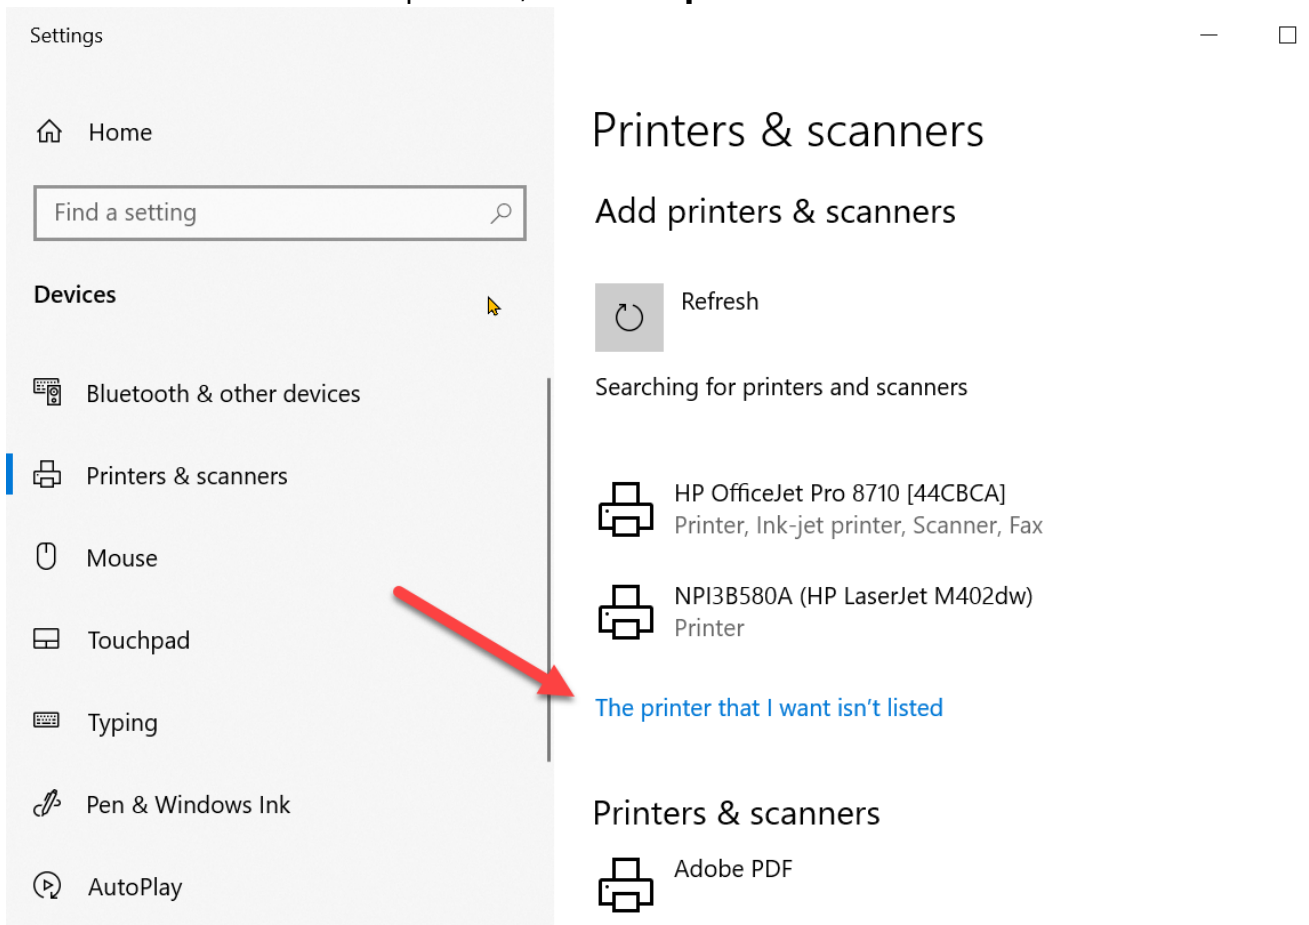 Settings
Home
Find a setting
Devices
Bluetooth & other devices
Printers & scanners
Mouse
Touchpad
Typing
Pen & Windows Ink
AutoPlay
Printers & scanners
Add printers & scanners
Refresh
Searching for printers and scanners
HP OfficeJet Pro 8710 [44CBCA]
Printer, Ink-jet printer, Scanner, Fax
NPI3B580A (HP LaserJet M402dw)
Printer
The printer that I want isn't listed
Printers & scanners
Adobe PDF